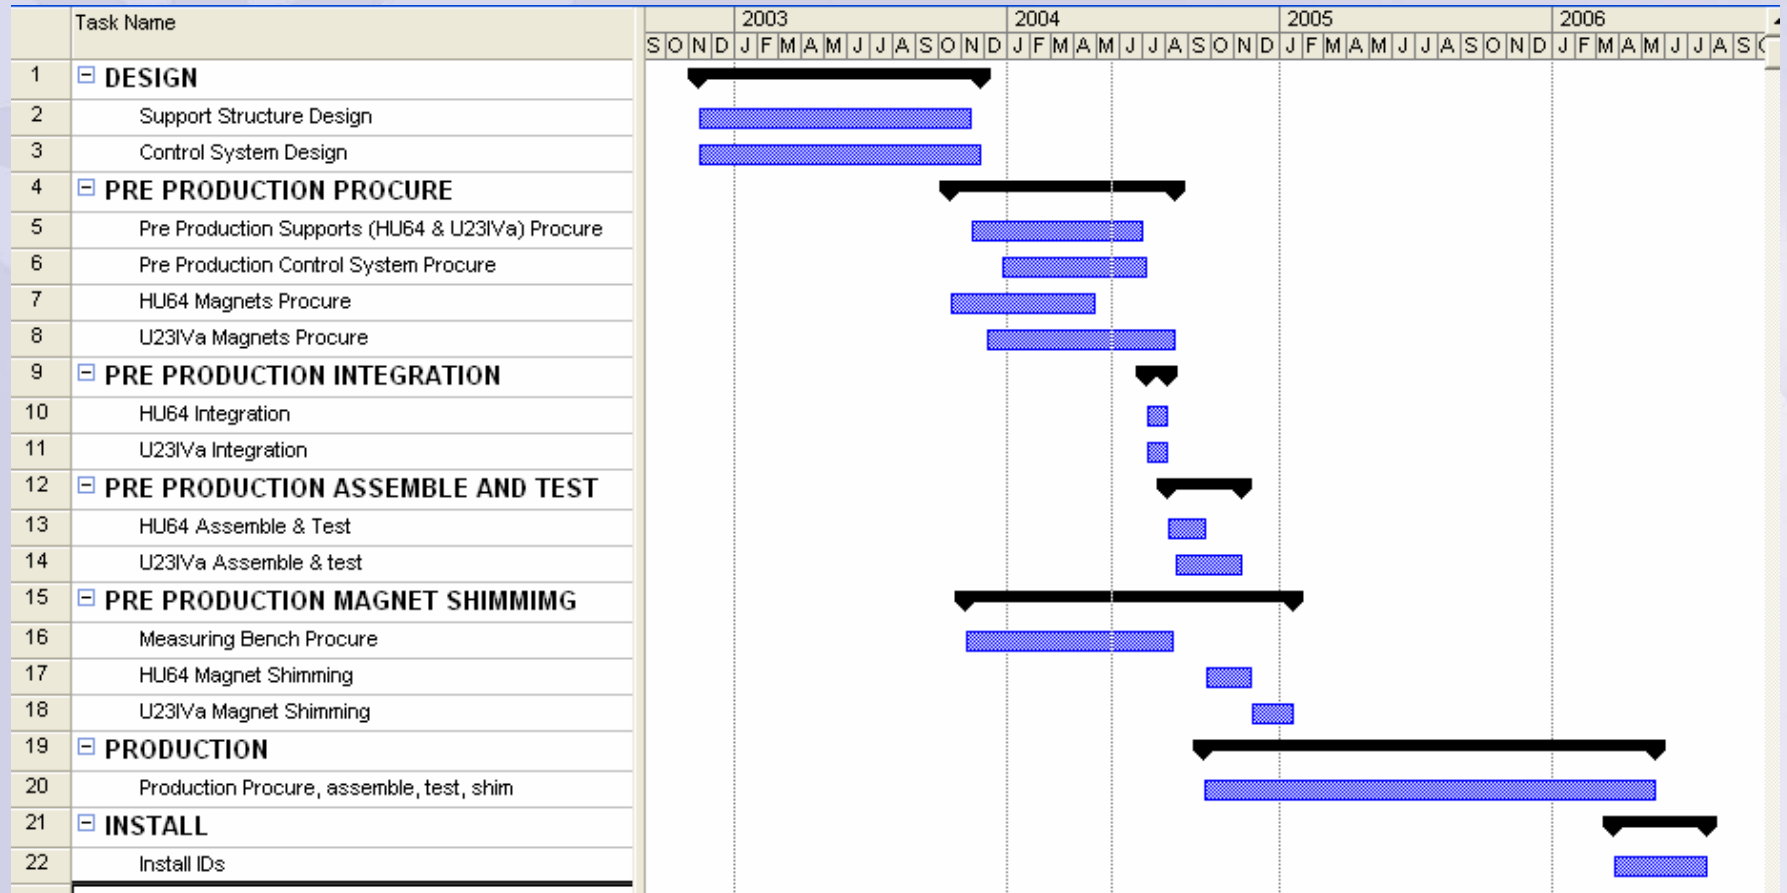 Task Name
2003 2004 2005 2006
S O N D J F M A M J J A S O N D J F M A M J J A S O N D J F M A M J J A S O N D J F M A M J J A S
1 DESIGN
2 Support Structure Design
3 Control System Design
4 PRE PRODUCTION PROCURE
5 Pre Production Supports (HU64 & U23IVa) Procure
6 Pre Production Control System Procure
7 HU64 Magnets Procure
8 U23IVa Magnets Procure
9 PRE PRODUCTION INTEGRATION
10 HU64 Integration
11 U23IVa Integration
12 PRE PRODUCTION ASSEMBLE AND TEST
13 HU64 Assemble & Test
14 U23IVa Assemble & test
15 PRE PRODUCTION MAGNET SHIMMIMG
16 Measuring Bench Procure
17 HU64 Magnet Shimming
18 U23IVa Magnet Shimming
19 PRODUCTION
20 Production Procure, assemble, test, shim
21 INSTALL
22 Install IDs